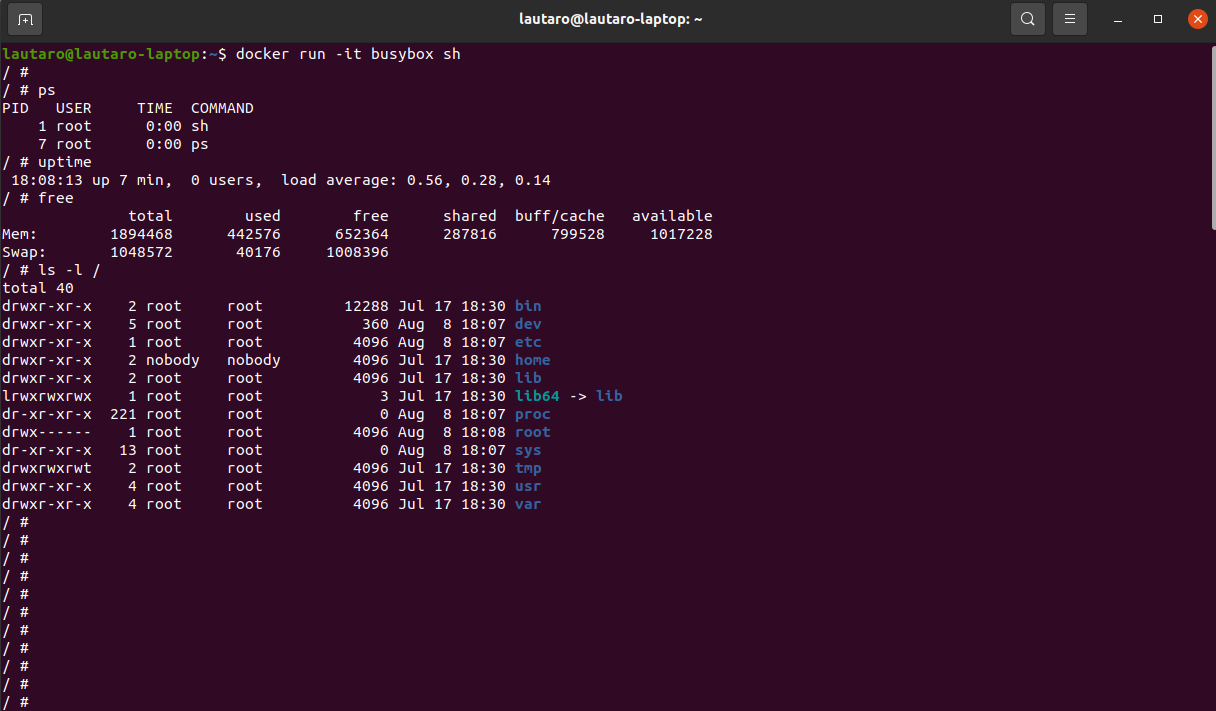 lautaro@lautaro-laptop: ~
lautaro@lautaro-laptop:~$ docker run -it busybox sh
/ #
/ # ps
PID   USER     TIME  COMMAND
    1 root      0:00 sh
    7 root      0:00 ps
/ # uptime
 18:08:13 up 7 min,  0 users,  load average: 0.56, 0.28, 0.14
/ # free
              total        used        free      shared  buff/cache   available
Mem:        1894468      442576      652364      287816      799528     1017228
Swap:       1048572       40176     1008396
/ # ls -l /
total 40
drwxr-xr-x    2 root     root         12288 Jul 17 18:30 bin
drwxr-xr-x    5 root     root           360 Aug  8 18:07 dev
drwxr-xr-x    1 root     root          4096 Aug  8 18:07 etc
drwxr-xr-x    2 nobody   nobody        4096 Jul 17 18:30 home
drwxr-xr-x    2 root     root          4096 Jul 17 18:30 lib
lrwxrwxrwx    1 root     root             3 Jul 17 18:30 lib64 -> lib
dr-xr-xr-x  221 root     root             0 Aug  8 18:07 proc
drwx------    1 root     root          4096 Aug  8 18:08 root
dr-xr-xr-x   13 root     root             0 Aug  8 18:07 sys
drwxrwxrwt    2 root     root          4096 Jul 17 18:30 tmp
drwxr-xr-x    4 root     root          4096 Jul 17 18:30 usr
drwxr-xr-x    4 root     root          4096 Jul 17 18:30 var
/ #
/ #
/ #
/ #
/ #
/ #
/ #
/ #
/ #
/ #
/ #